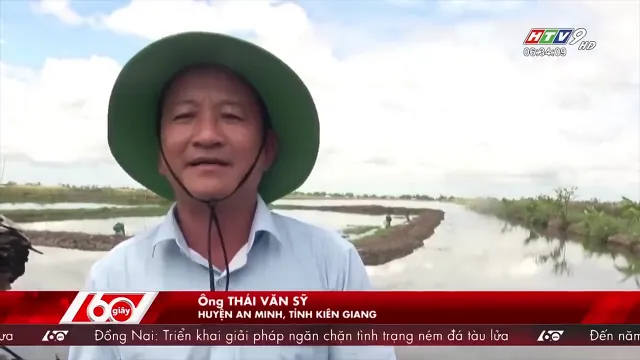 HTV9 HD
06:34:09
60 giây
Ông THÁI VĂN SỸ
HUYỆN AN MINH, TỈNH KIÊN GIANG
60 Đồng Nai: Triển khai giải pháp ngăn chặn tình trạng ném đá tàu lửa 60 Đến năm